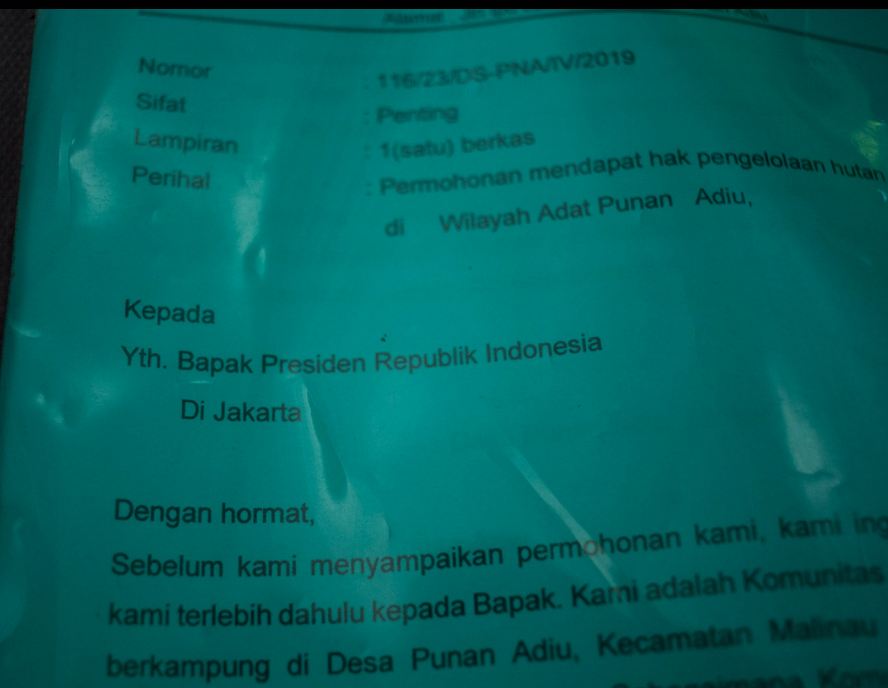 Alamat
Nomor : 116/23/DS-PNA/IV/2019
Sifat : Penting
Lampiran : 1(satu) berkas
Perihal : Permohonan mendapat hak pengelolaan hutan
di Wilayah Adat Punan Adiu,
Kepada
Yth. Bapak Presiden Republik Indonesia
Di Jakarta
Dengan hormat,
Sebelum kami menyampaikan permohonan kami, kami ing
kami terlebih dahulu kepada Bapak. Kami adalah Komunitas
berkampung di Desa Punan Adiu, Kecamatan Malinau